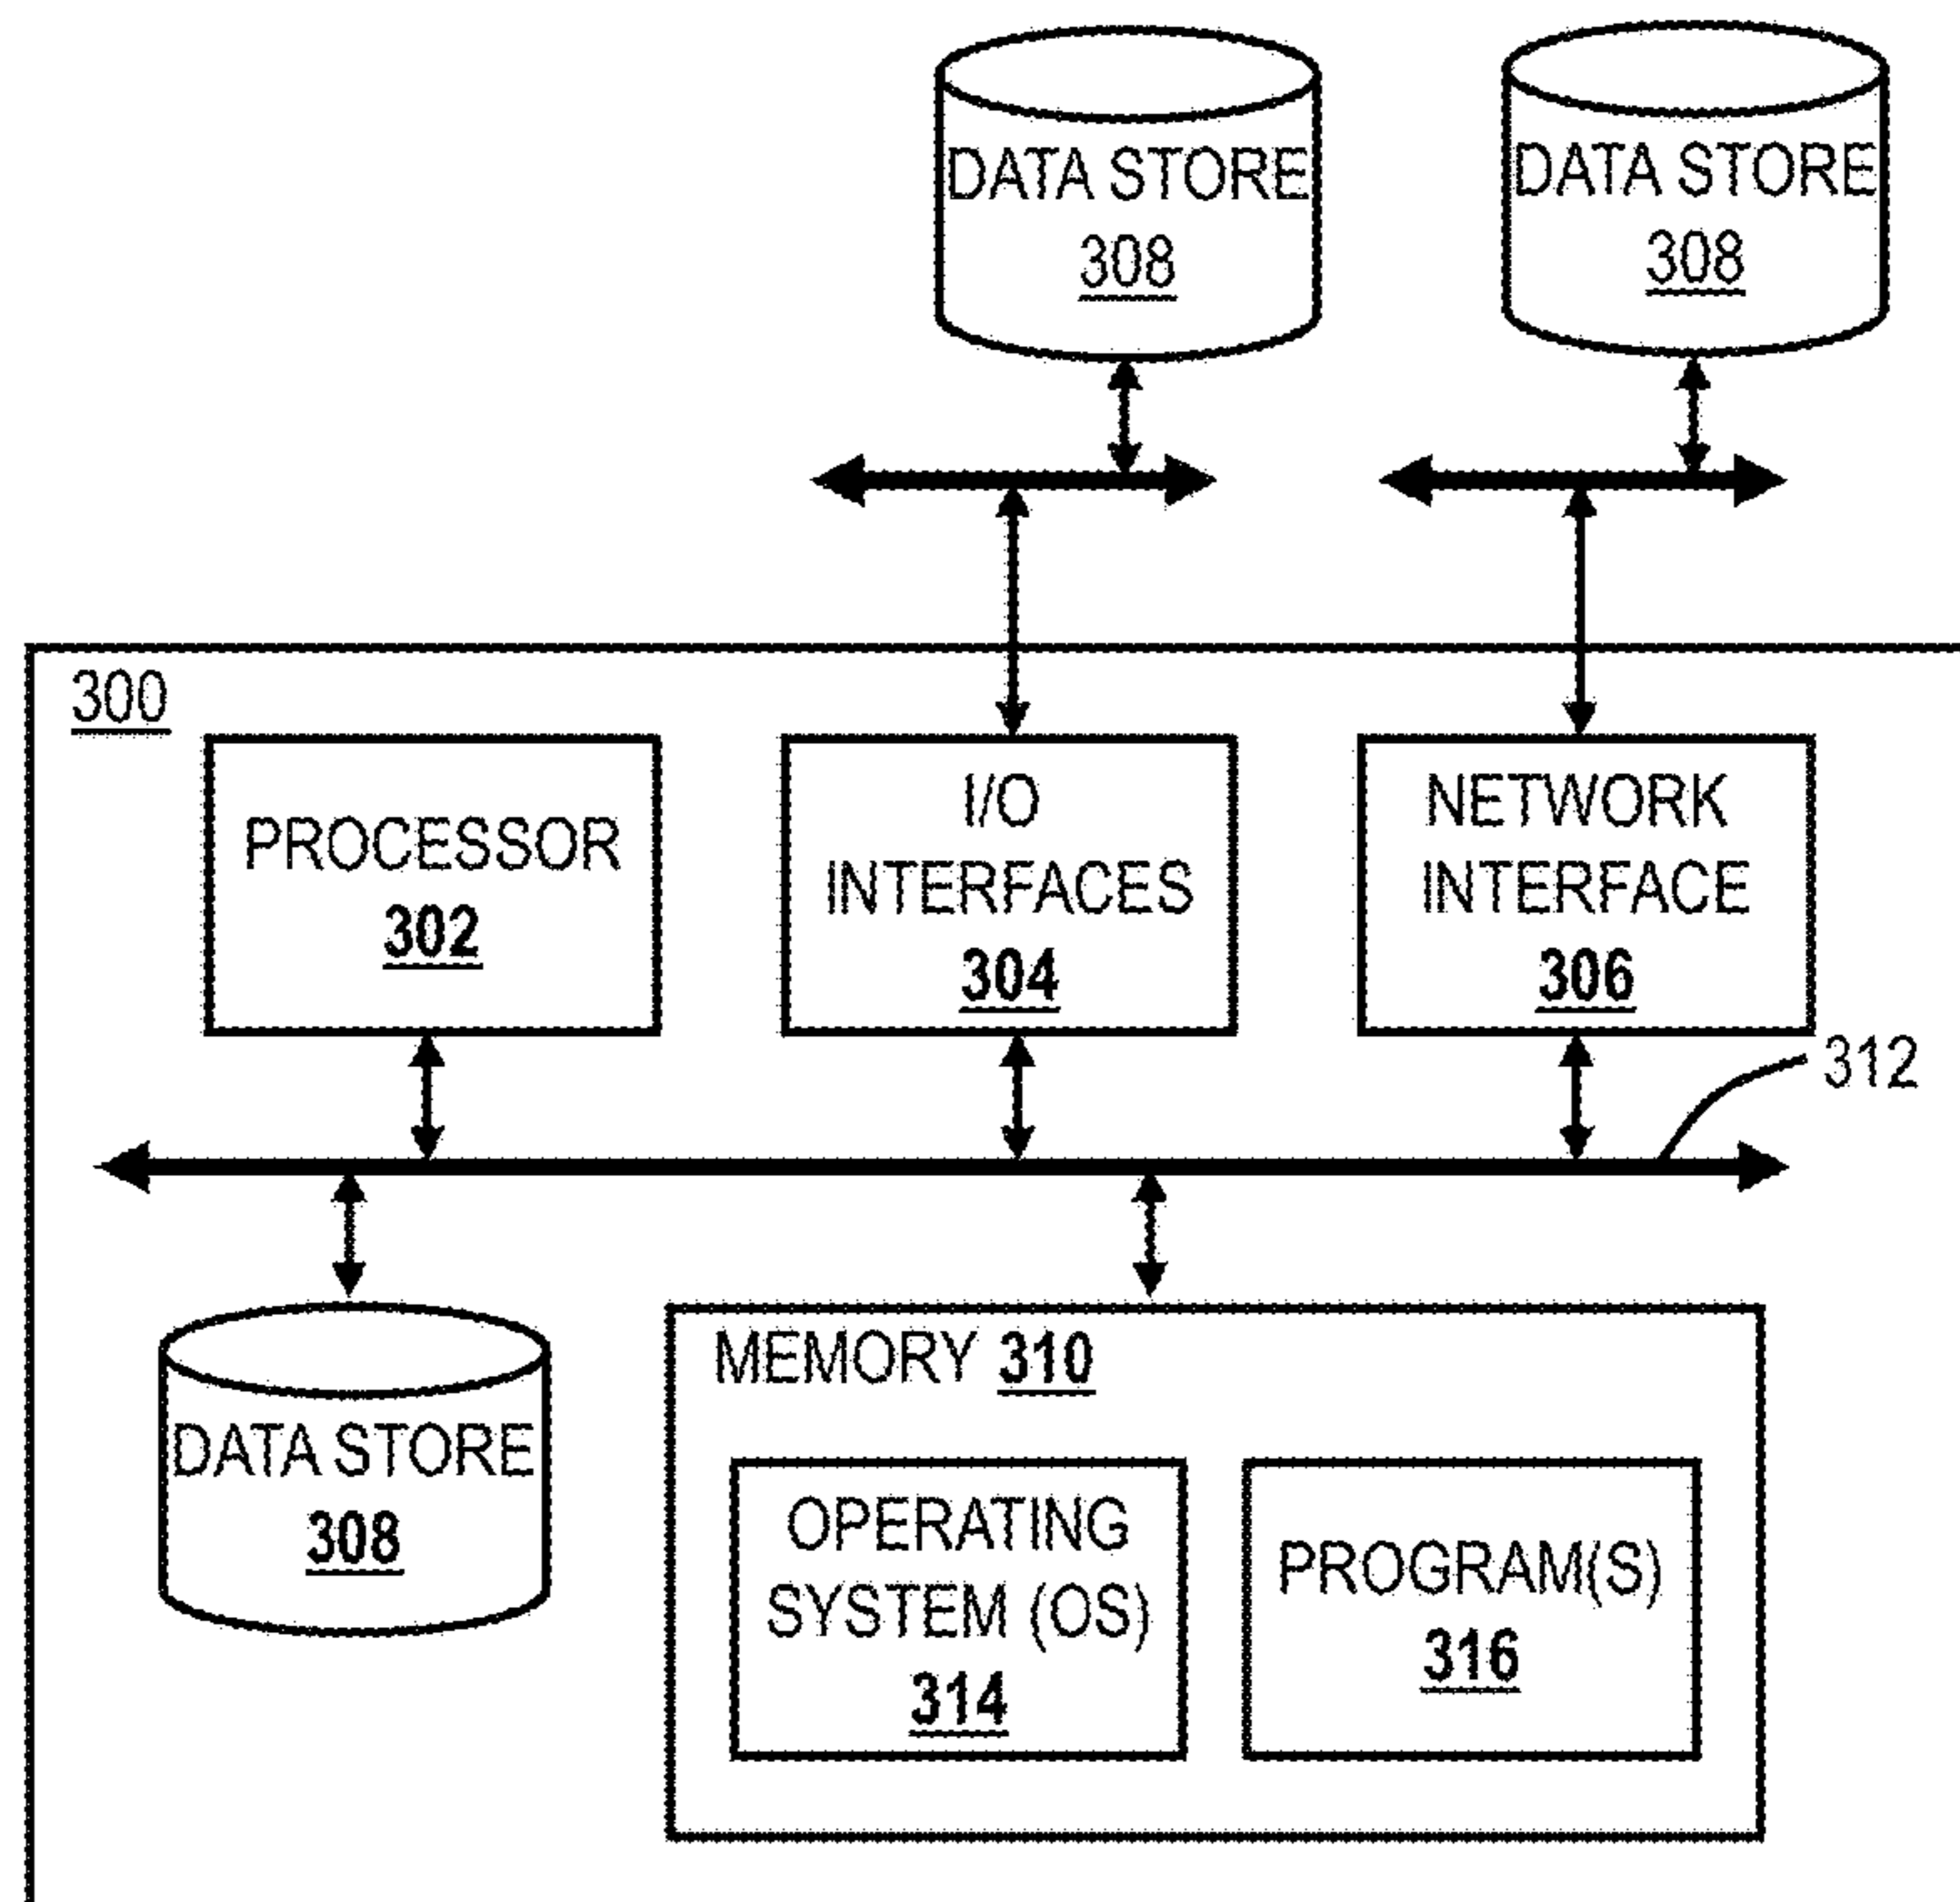 DATA STORE
308
DATA STORE
308
300
PROCESSOR
302
I/O
INTERFACES
304
NETWORK
INTERFACE
306
312
DATA STORE
308
MEMORY 310
OPERATING
SYSTEM (OS)
314
PROGRAM(S)
316